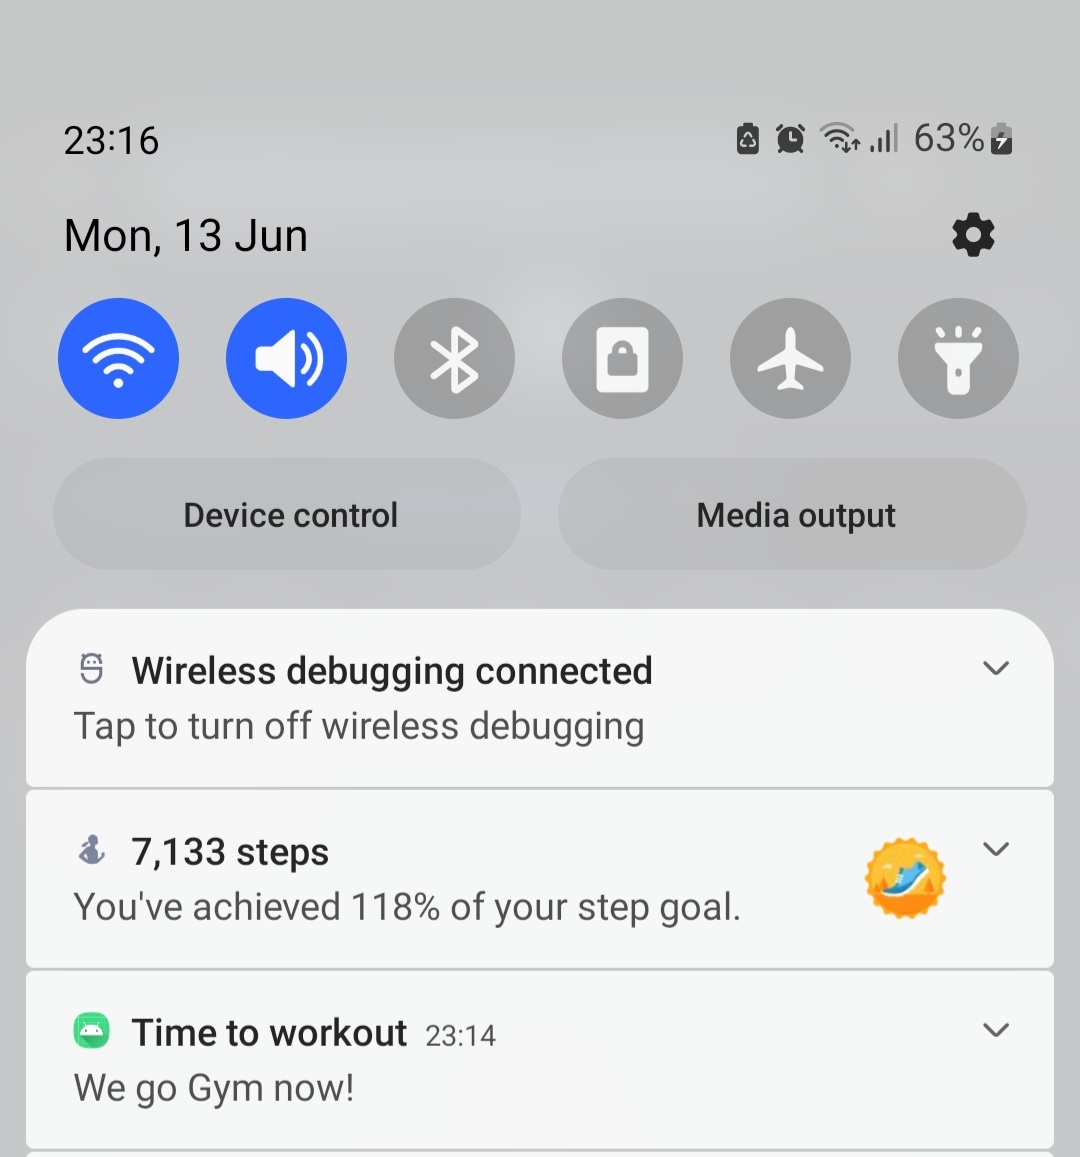 23:16
63%
Mon, 13 Jun
Device control
Media output
Wireless debugging connected
Tap to turn off wireless debugging
7,133 steps
You've achieved 118% of your step goal.
Time to workout 23:14
We go Gym now!